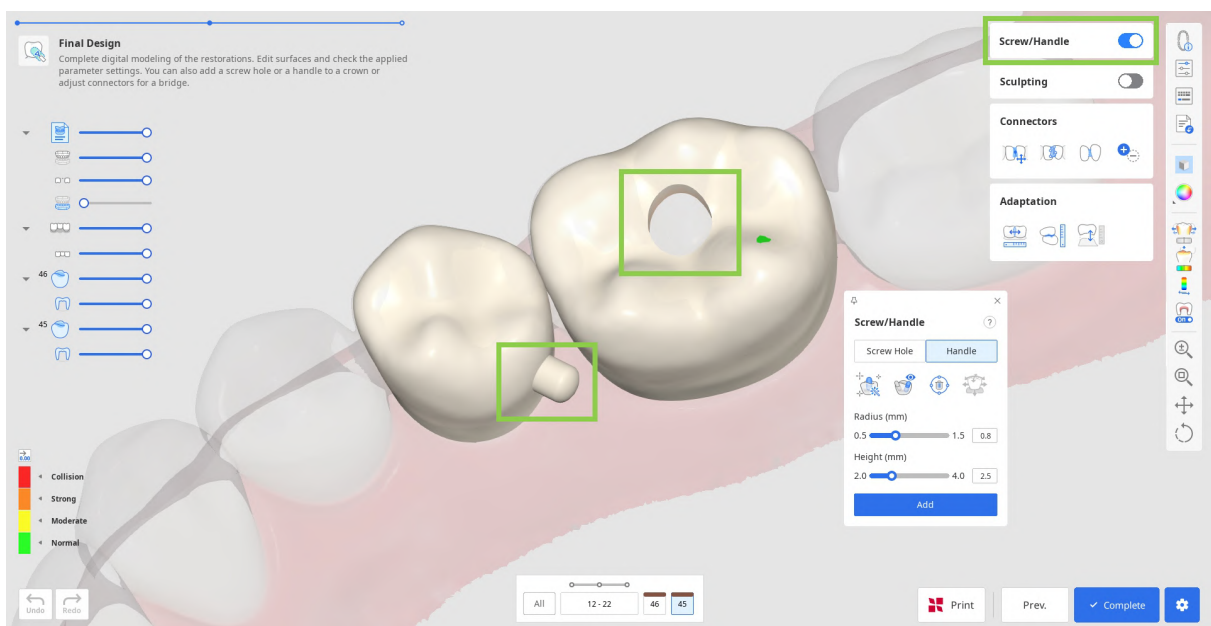 Final Design
Complete digital modeling of the restorations. Edit surfaces and check the applied
parameter settings. You can also add a screw hole or a handle to a crown or
adjust connectors for a bridge.
46
45
0.00
Collision
Strong
Moderate
Normal
Undo
Redo
All
12 - 22
46
45
Screw/Handle
Sculpting
Connectors
Adaptation
ON
Screw/Handle
?
Screw Hole
Handle
Radius (mm)
0.5
1.5
0.8
Height (mm)
2.0
4.0
2.5
Add
Print
Prev.
Complete